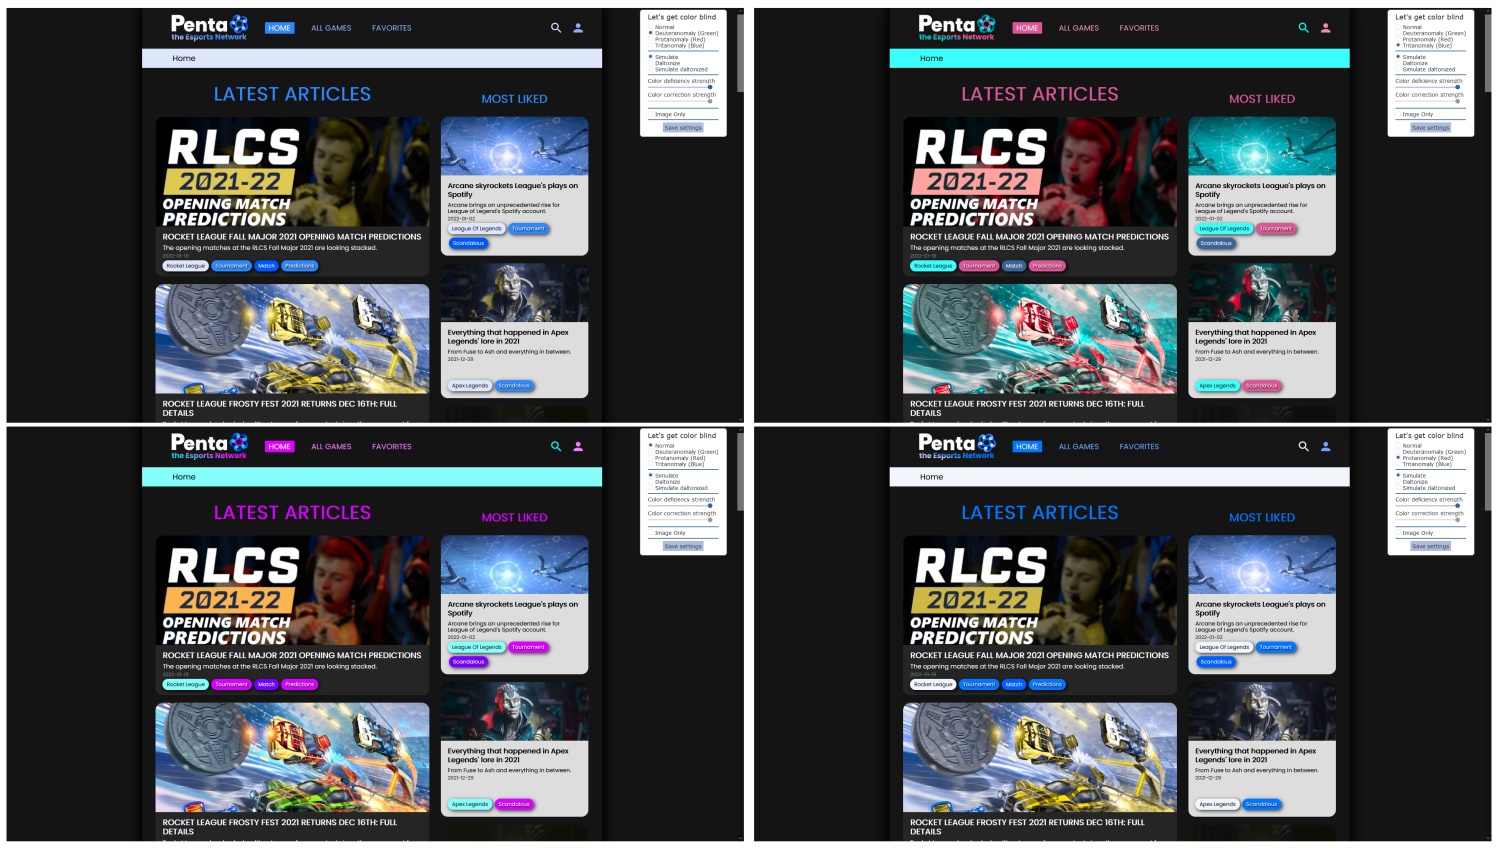 Penta
the Esports Network
HOME
ALL GAMES
FAVORITES
Home
LATEST ARTICLES
MOST LIKED
RLCS
2021-22
OPENING MATCH
PREDICTIONS
ROCKET LEAGUE FALL MAJOR 2021 OPENING MATCH PREDICTIONS
The opening matches at the RLCS Fall Major 2021 are looking stacked.
Rocket League Tournament Match Predictions
ROCKET LEAGUE FROSTY FEST 2021 RETURNS DEC 16TH: FULL
DETAILS
Arcane skyrockets League's plays on
Spotify
Arcane brings an unprecedented rise for
League of Legend's Spotify account.
2022-01-02
League Of Legends Tournament
Scandalous
Everything that happened in Apex
Legends' lore in 2021
From Fuse to Ash and everything in between.
2021-12-29
Apex Legends Scandalous
Let's get color blind
Normal
Deuteranomaly (Green)
Protanomaly (Red)
Tritanomaly (Blue)
Simulate
Daltonize
Simulate daltonized
Color deficiency strength
Color correction strength
Image Only
Save settings
Penta
the Esports Network
HOME
ALL GAMES
FAVORITES
Home
LATEST ARTICLES
MOST LIKED
RLCS
2021-22
OPENING MATCH
PREDICTIONS
ROCKET LEAGUE FALL MAJOR 2021 OPENING MATCH PREDICTIONS
The opening matches at the RLCS Fall Major 2021 are looking stacked.
Rocket League Tournament Match Predictions
ROCKET LEAGUE FROSTY FEST 2021 RETURNS DEC 16TH: FULL
DETAILS
Arcane skyrockets League's plays on
Spotify
Arcane brings an unprecedented rise for
League of Legend's Spotify account.
2022-01-02
League Of Legends Tournament
Scandalous
Everything that happened in Apex
Legends' lore in 2021
From Fuse to Ash and everything in between.
2021-12-29
Apex Legends Scandalous
Let's get color blind
Normal
Deuteranomaly (Green)
Protanomaly (Red)
Tritanomaly (Blue)
Simulate
Daltonize
Simulate daltonized
Color deficiency strength
Color correction strength
Image Only
Save settings
Penta
the Esports Network
HOME
ALL GAMES
FAVORITES
Home
LATEST ARTICLES
MOST LIKED
RLCS
2021-22
OPENING MATCH
PREDICTIONS
ROCKET LEAGUE FALL MAJOR 2021 OPENING MATCH PREDICTIONS
The opening matches at the RLCS Fall Major 2021 are looking stacked.
Rocket League Tournament Match Predictions
ROCKET LEAGUE FROSTY FEST 2021 RETURNS DEC 16TH: FULL
DETAILS
Arcane skyrockets League's plays on
Spotify
Arcane brings an unprecedented rise for
League of Legend's Spotify account.
2022-01-02
League Of Legends Tournament
Scandalous
Everything that happened in Apex
Legends' lore in 2021
From Fuse to Ash and everything in between.
2021-12-29
Apex Legends Scandalous
Let's get color blind
Normal
Deuteranomaly (Green)
Protanomaly (Red)
Tritanomaly (Blue)
Simulate
Daltonize
Simulate daltonized
Color deficiency strength
Color correction strength
Image Only
Save settings
Penta
the Esports Network
HOME
ALL GAMES
FAVORITES
Home
LATEST ARTICLES
MOST LIKED
RLCS
2021-22
OPENING MATCH
PREDICTIONS
ROCKET LEAGUE FALL MAJOR 2021 OPENING MATCH PREDICTIONS
The opening matches at the RLCS Fall Major 2021 are looking stacked.
Rocket League Tournament Match Predictions
ROCKET LEAGUE FROSTY FEST 2021 RETURNS DEC 16TH: FULL
DETAILS
Arcane skyrockets League's plays on
Spotify
Arcane brings an unprecedented rise for
League of Legend's Spotify account.
2022-01-02
League Of Legends Tournament
Scandalous
Everything that happened in Apex
Legends' lore in 2021
From Fuse to Ash and everything in between.
2021-12-29
Apex Legends Scandalous
Let's get color blind
Normal
Deuteranomaly (Green)
Protanomaly (Red)
Tritanomaly (Blue)
Simulate
Daltonize
Simulate daltonized
Color deficiency strength
Color correction strength
Image Only
Save settings